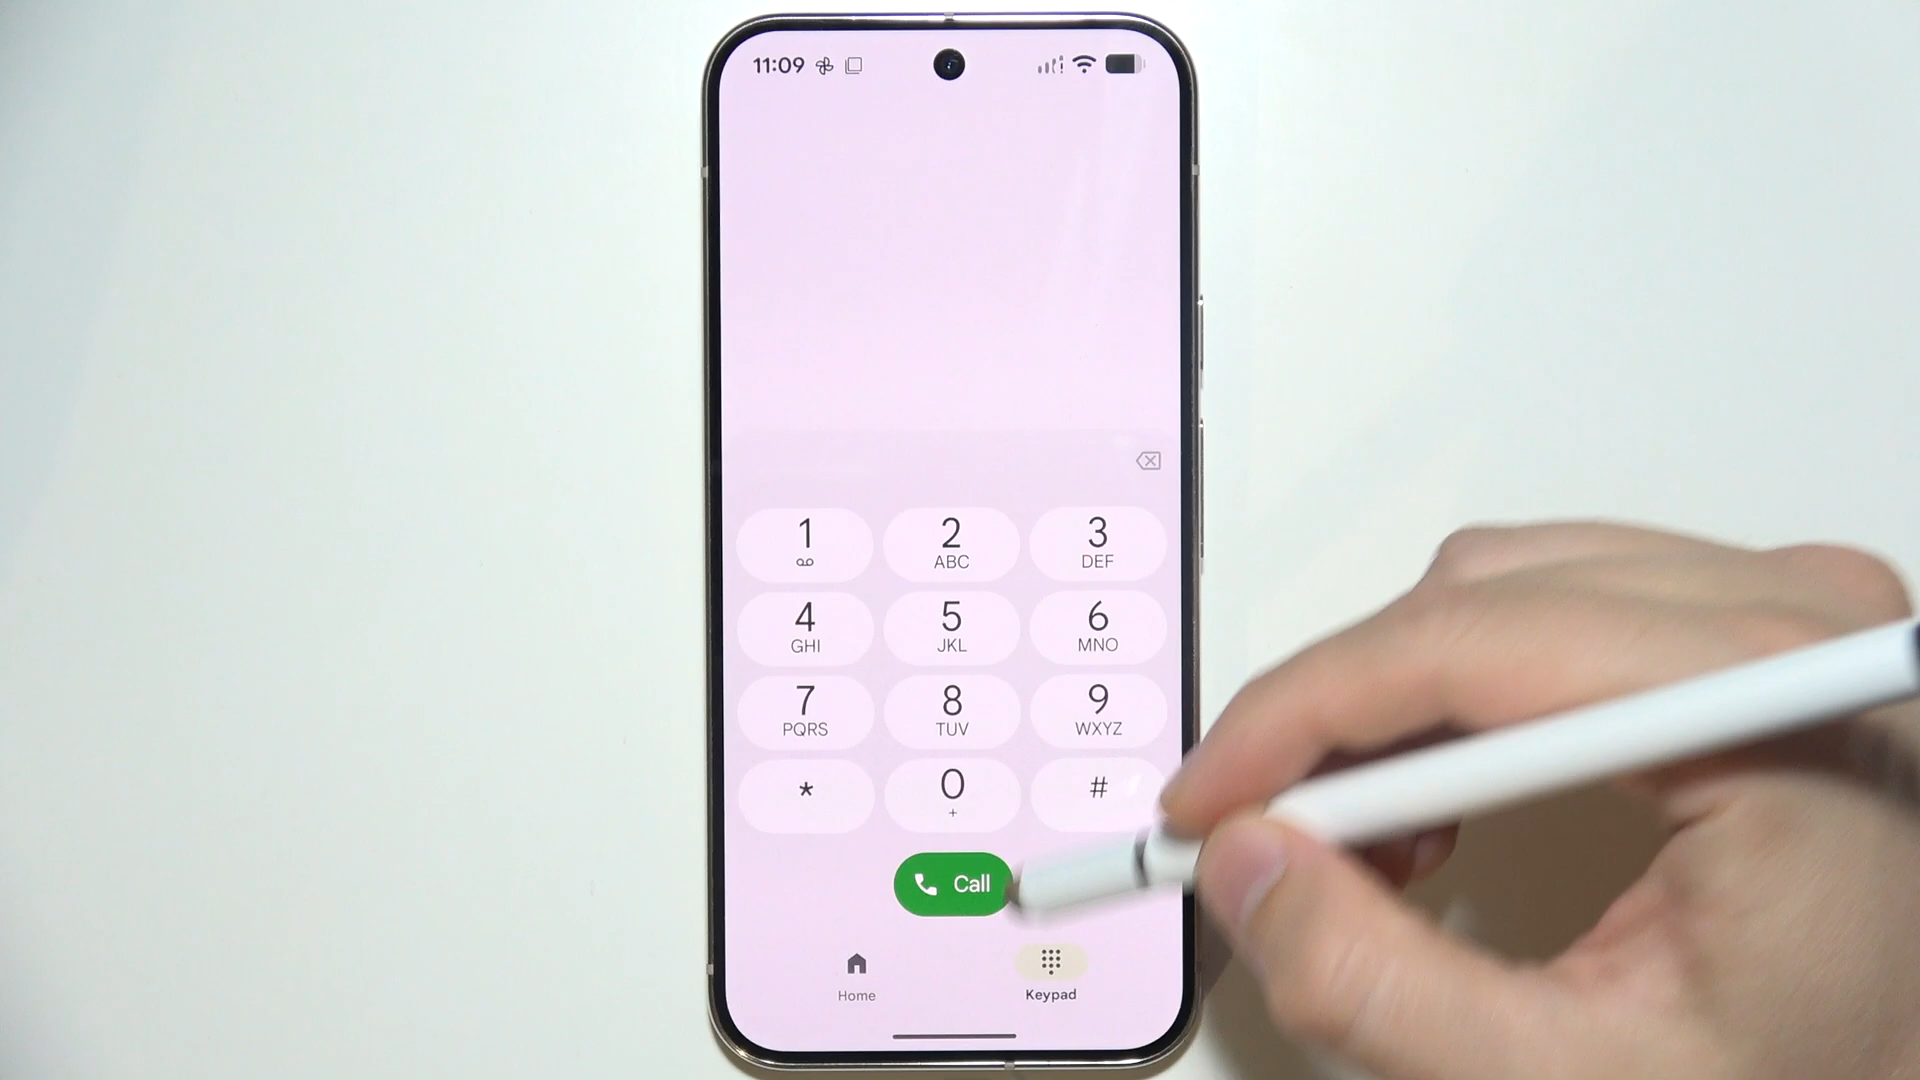 11:09
1 2 3
ABC DEF
4 5 6
GHI JKL MNO
7 8 9
PQRS TUV WXYZ
* 0 #
+
Call
Home Keypad